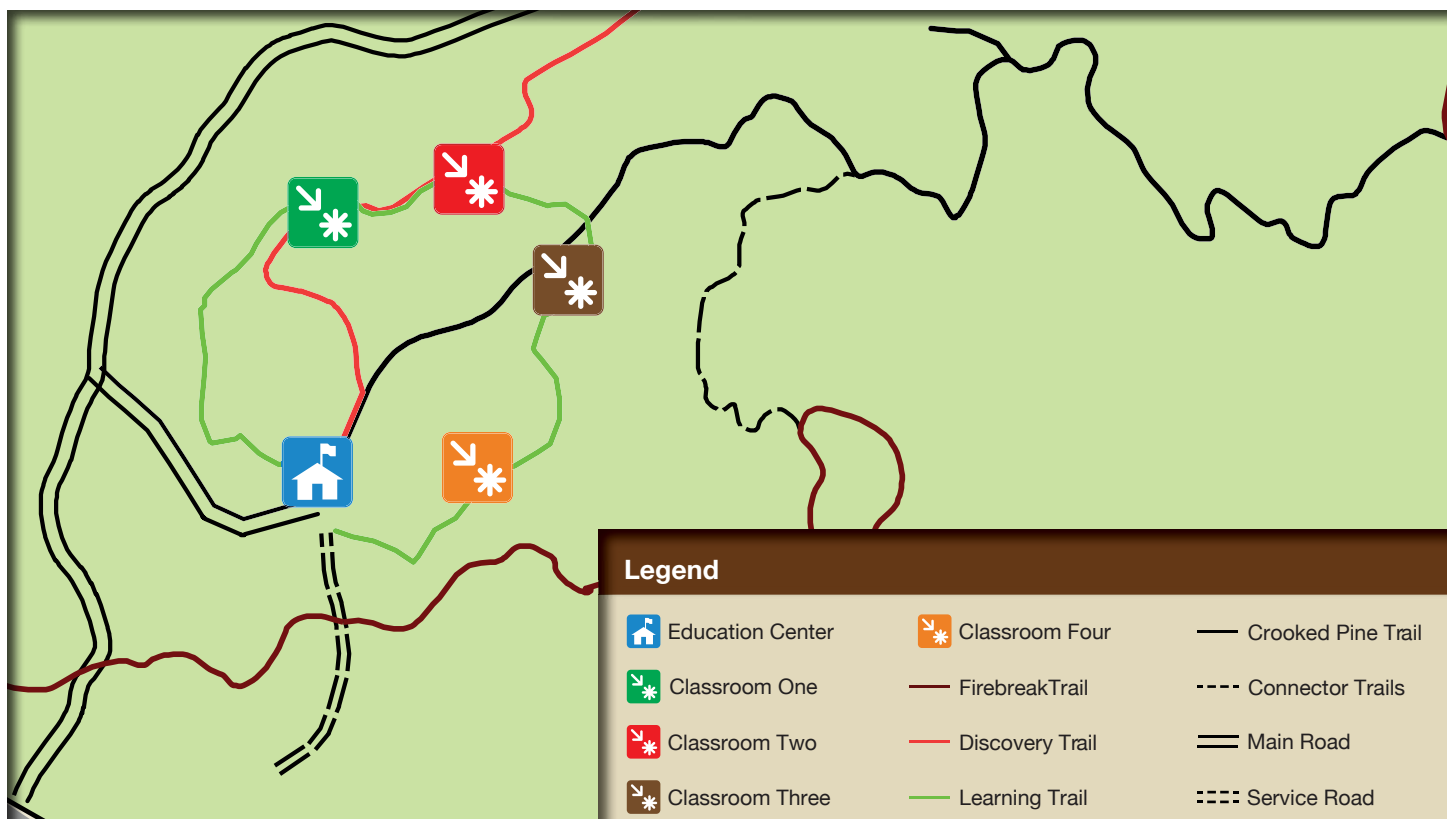 Legend
Education Center
Classroom One
Classroom Two
Classroom Three
Classroom Four
FirebreakTrail
Discovery Trail
Learning Trail
Crooked Pine Trail
Connector Trails
Main Road
Service Road